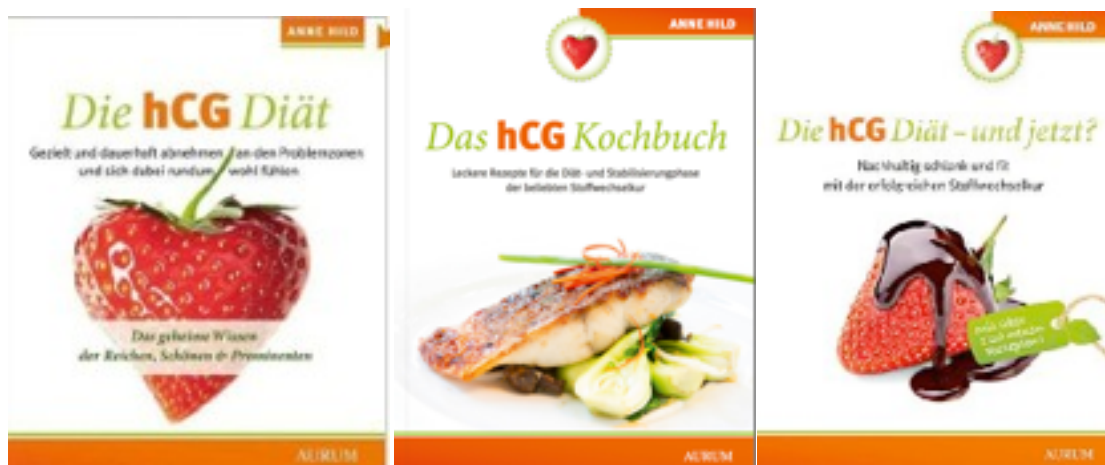 ANNE HILD
Die hCG Diät
Gezielt und dauerhaft abnehmen an den Problemzonen
und sich dabei rundum wohl fühlen
Das geheime Wissen
der Reichen, Schönen & Prominenten
AURUM
ANNE HILD
Das hCG Kochbuch
Leckere Rezepte für die Diät- und Stabilisierungsphase
der beliebten Stoffwechselkur
AURUM
ANNE HILD
Die hCG Diät – und jetzt?
Nachhaltig schlank und fit
mit der erfolgreichen Stoffwechselkur
Rezepten!
AURUM